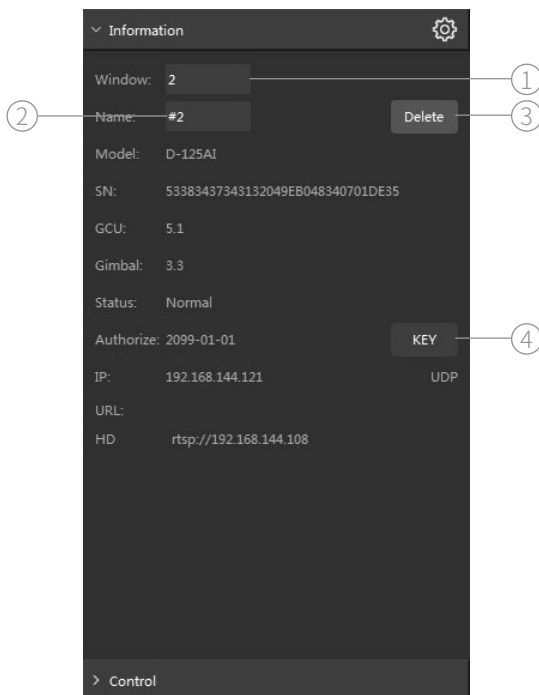 Information
Window: 2 ①
② Name: #2 Delete ③
Model: D-125AI
SN: 53383437343132049EB048340701DE35
GCU: 5.1
Gimbal: 3.3
Status: Normal
Authorize: 2099-01-01 KEY ④
IP: 192.168.144.121 UDP
URL:
HD rtsp://192.168.144.108
Control